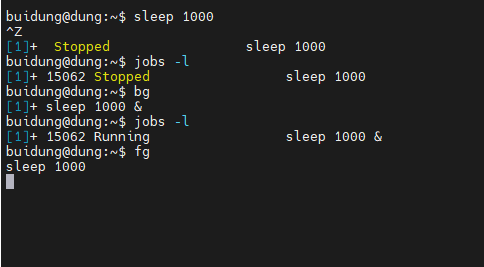 buidung@dung:~$ sleep 1000
^Z
[1]+  Stopped                 sleep 1000
buidung@dung:~$ jobs -l
[1]+ 15062 Stopped                 sleep 1000
buidung@dung:~$ bg
[1]+ sleep 1000 &
buidung@dung:~$ jobs -l
[1]+ 15062 Running                 sleep 1000 &
buidung@dung:~$ fg
sleep 1000